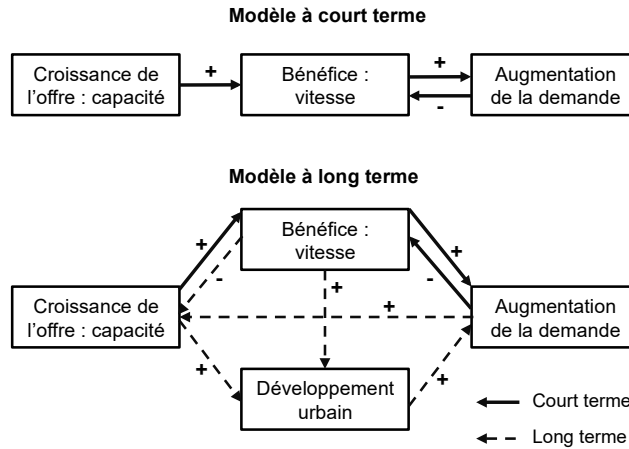 Modèle à court terme
Croissance de
l'offre : capacité
+
Bénéfice :
vitesse
+
-
Augmentation
de la demande
Modèle à long terme
Bénéfice :
vitesse
+
-
+
-
+
+
Croissance de
l'offre : capacité
Augmentation
de la demande
+
+
Développement
urbain
Court terme
Long terme